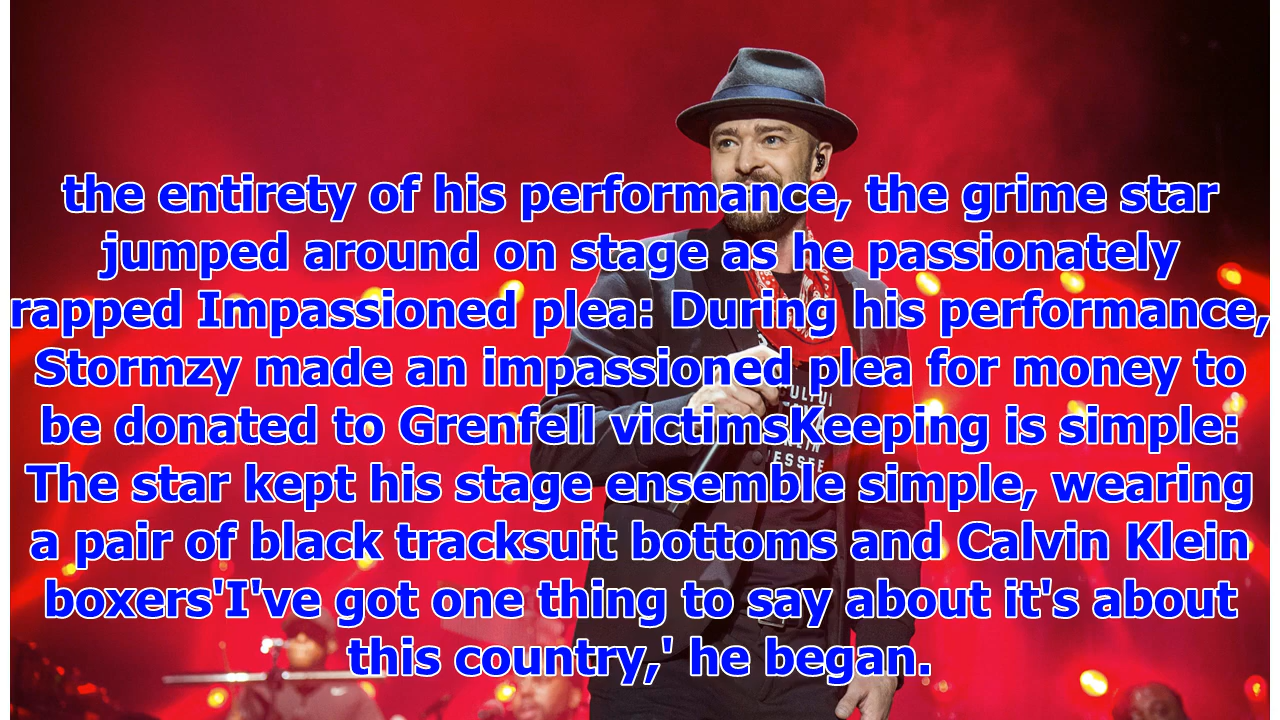 the entirety of his performance, the grime star
jumped around on stage as he passionately
rapped Impassioned plea: During his performance,
Stormzy made an impassioned plea for money to
be donated to Grenfell victimsKeeping is simple:
The star kept his stage ensemble simple, wearing
a pair of black tracksuit bottoms and Calvin Klein
boxers'I've got one thing to say about it's about
this country,' he began.